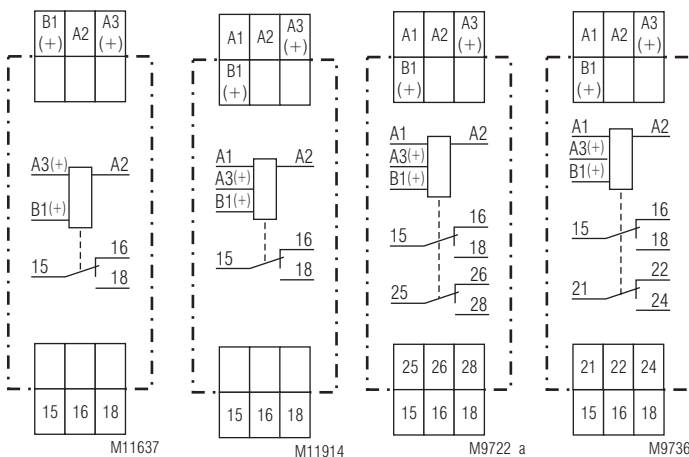 B1
(+)
A2
A3
(+)
A3(+)
A2
B1(+)
16
15
18
15
16
18
M11637
A1
A2
A3
(+)
B1
(+)
A1
A2
A3(+)
B1(+)
16
15
18
15
16
18
M11914
A1
A2
A3
(+)
B1
(+)
A1
A2
A3(+)
B1(+)
16
15
18
26
25
28
25
26
28
15
16
18
M9722 a
A1
A2
A3
(+)
B1
(+)
A1
A2
A3(+)
B1(+)
16
15
18
22
21
24
21
22
24
15
16
18
M9736